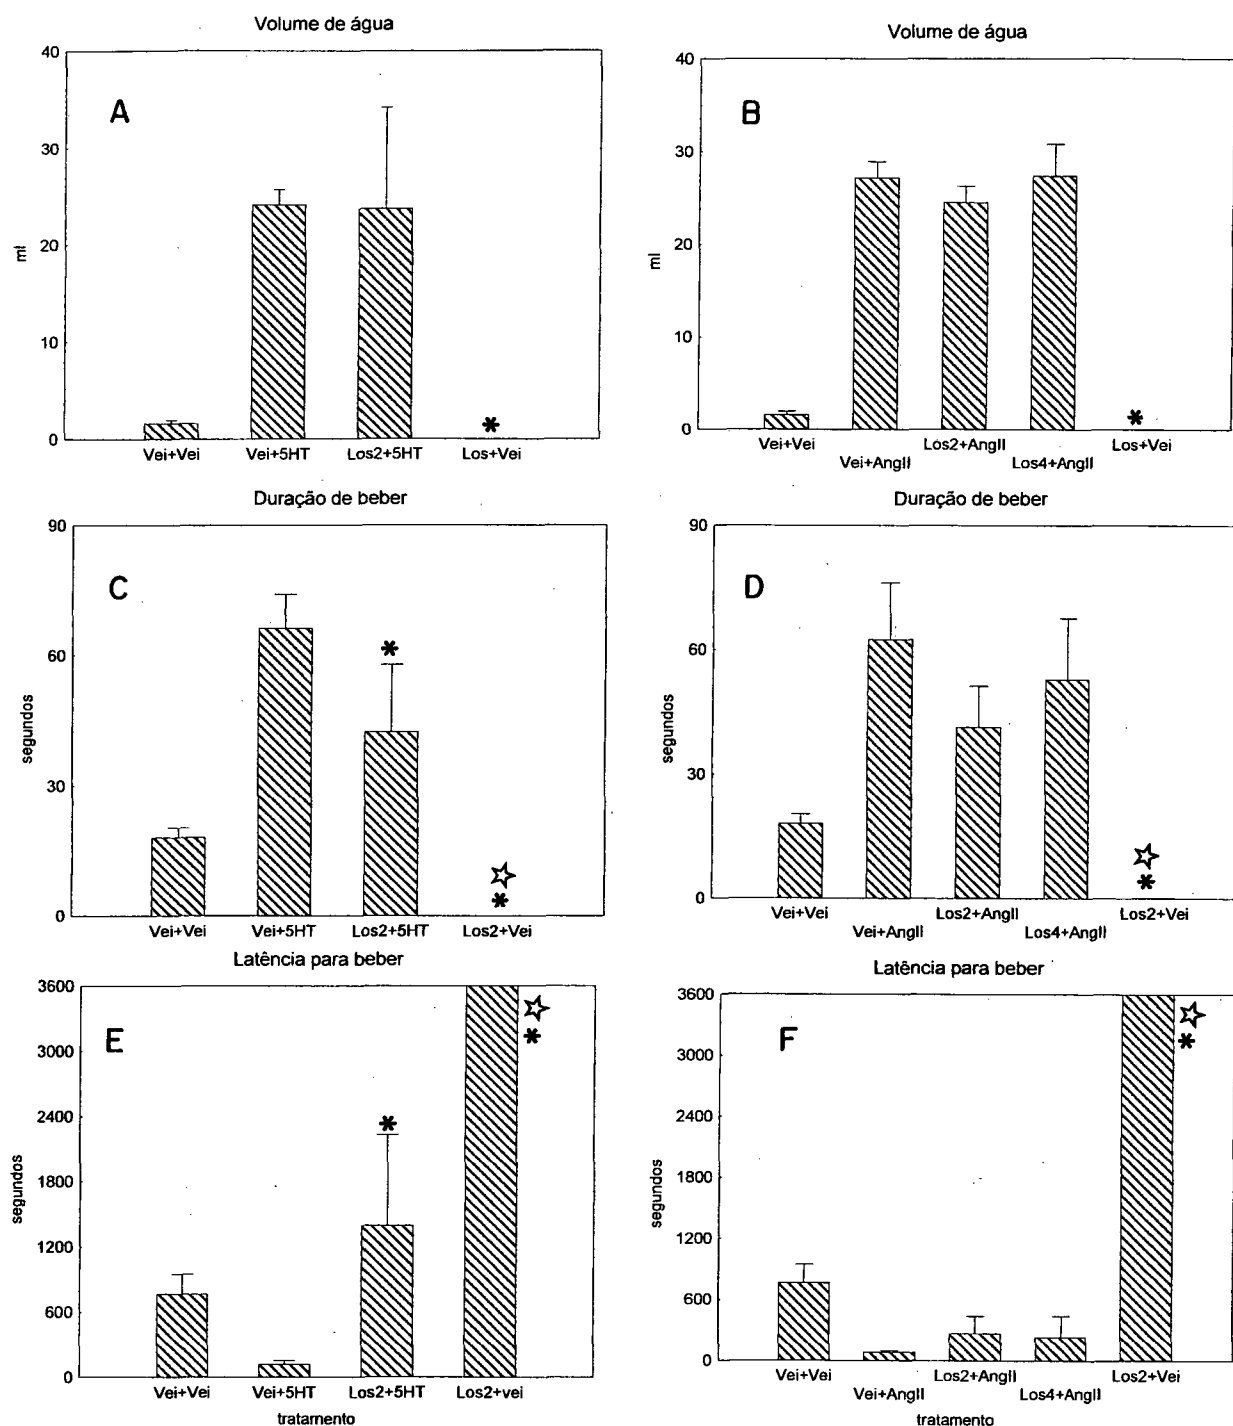 Volume de água
40
30
20
10
0
ml
A
*
Vei+Vei Vei+5HT Los2+5HT Los+Vei
Volume de água
40
30
20
10
0
ml
B
*
Vei+Vei Los2+AngII Los+Vei
Vei+AngII Los4+AngII
Duração de beber
90
60
30
0
segundos
C
*
*
Vei+Vei Vei+5HT Los2+5HT Los2+Vei
Duração de beber
90
60
30
0
segundos
D
*
Vei+Vei Los2+AngII Los2+Vei
Vei+AngII Los4+AngII
Latência para beber
3600
3000
2400
1800
1200
600
0
segundos
E
*
*
Vei+Vei Vei+5HT Los2+5HT Los2+vei
tratamento
Latência para beber
3600
3000
2400
1800
1200
600
0
segundos
F
*
Vei+Vei Los2+AngII Los2+Vei
Vei+AngII Los4+AngII
tratamento